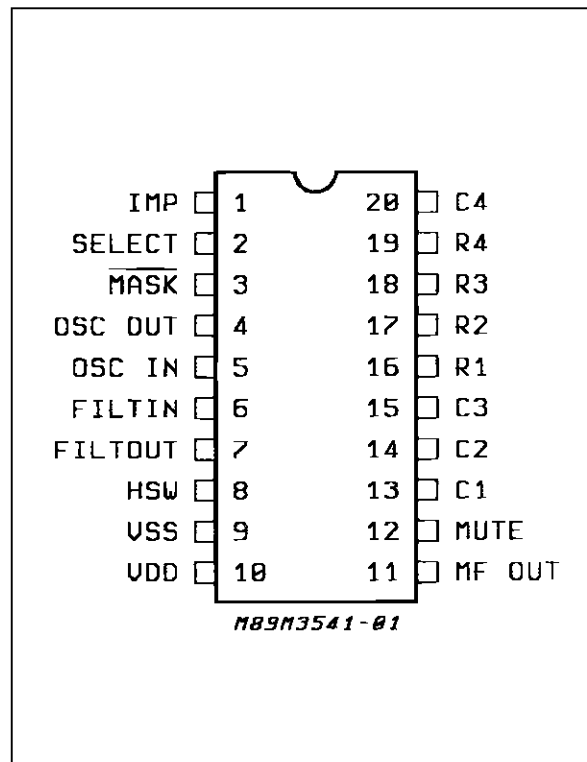 IMP 1 20 C4
SELECT 2 19 R4
MASK 3 18 R3
OSC OUT 4 17 R2
OSC IN 5 16 R1
FILTIN 6 15 C3
FILTOUT 7 14 C2
HSW 8 13 C1
VSS 9 12 MUTE
VDD 10 11 MF OUT
M89M3541-01